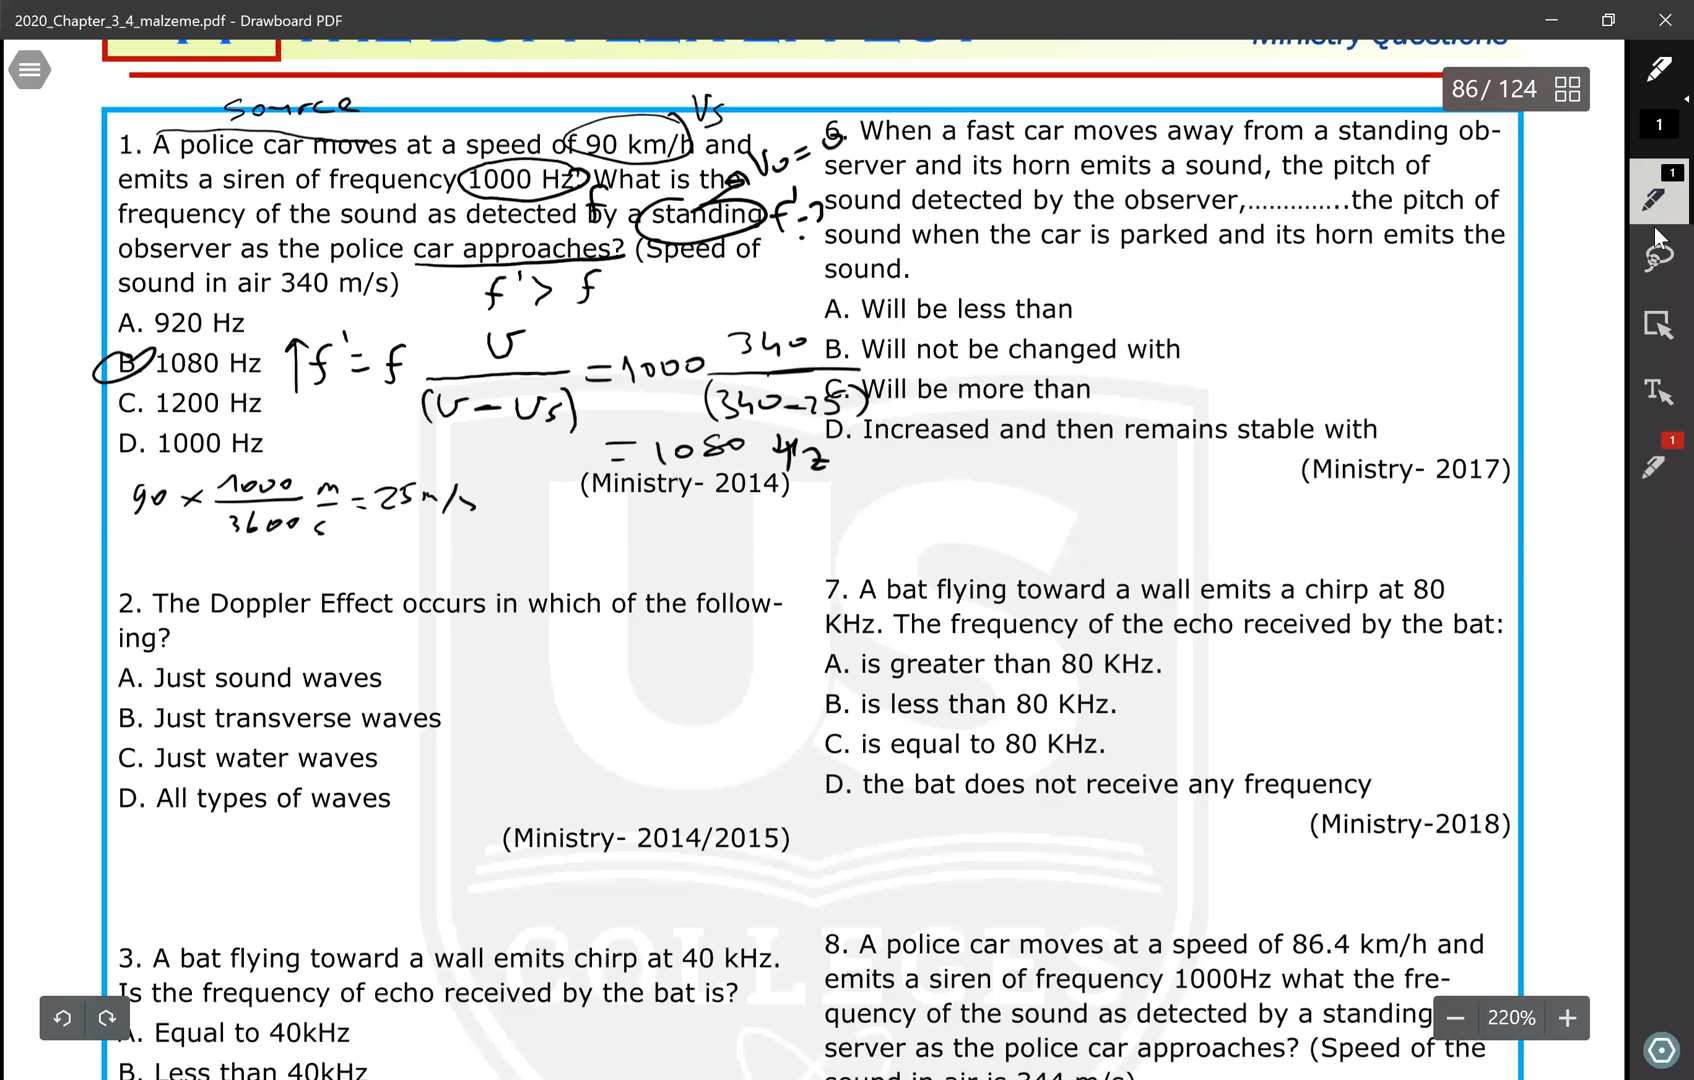 2020_Chapter_3_4_malzeme.pdf - Drawboard PDF
Ministry Questions
86 / 124
1
1
1
source
Vs
1. A police car moves at a speed of 90 km/h and
emits a siren of frequency 1000 Hz. What is the
frequency of the sound as detected by a standing
observer as the police car approaches? (Speed of
sound in air 340 m/s)
Vo = 0
f
f' = ?
f' > f
A. 920 Hz
B. 1080 Hz
C. 1200 Hz
D. 1000 Hz
↑f' = f v / (v - vs) = 1000 340 / (340-25)
= 1080 Hz
(Ministry- 2014)
90 × 1000/3600 m/s = 25 m/s
2. The Doppler Effect occurs in which of the follow-
ing?
A. Just sound waves
B. Just transverse waves
C. Just water waves
D. All types of waves
(Ministry- 2014/2015)
3. A bat flying toward a wall emits chirp at 40 kHz.
Is the frequency of echo received by the bat is?
A. Equal to 40kHz
B. Less than 40kHz
6. When a fast car moves away from a standing ob-
server and its horn emits a sound, the pitch of
sound detected by the observer,..............the pitch of
sound when the car is parked and its horn emits the
sound.
A. Will be less than
B. Will not be changed with
C. Will be more than
D. Increased and then remains stable with
(Ministry- 2017)
7. A bat flying toward a wall emits a chirp at 80
KHz. The frequency of the echo received by the bat:
A. is greater than 80 KHz.
B. is less than 80 KHz.
C. is equal to 80 KHz.
D. the bat does not receive any frequency
(Ministry-2018)
8. A police car moves at a speed of 86.4 km/h and
emits a siren of frequency 1000Hz what the fre-
quency of the sound as detected by a standing
server as the police car approaches? (Speed of the
sound in air is 344 m/s)
US
COLLEGES
220%